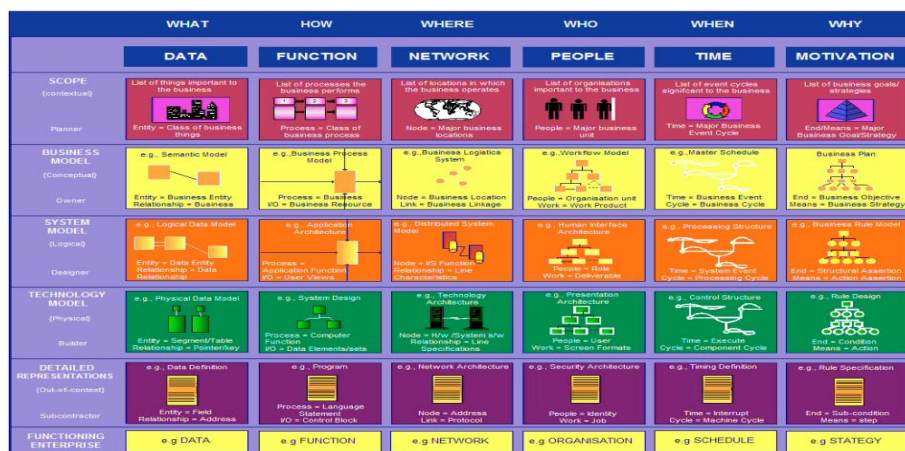 WHAT
HOW
WHERE
WHO
WHEN
WHY
DATA
FUNCTION
NETWORK
PEOPLE
TIME
MOTIVATION
SCOPE
(contextual)
Planner
List of things important to
the business
Entity = Class of business
things
List of processes the
business performs
1 2 3
Process = Class of
business process
List of locations in which
the business operates
Node = Major business
locations
List of organisations
important to the business
People = Major business
unit
List of event cycles
significant to the business
Time = Major Business
Event Cycle
List of business goals/
strategies
End/Means = Major
Business Goal/Strategy
BUSINESS
MODEL
(Conceptual)
Owner
e.g., Semantic Model
Entity = Business Entity
Relationship = Business
e.g.,Business Process
Model
Process = Business
I/O = Business Resource
e.g.,Business Logistics
System
Node = Business Location
Link = Business Linkage
e.g.,Workflow Model
People = Organisation unit
Work = Work Product
e.g.,Master Schedule
Time = Business Event
Cycle = Business Cycle
Business Plan
End = Business Objective
Means = Business Strategy
SYSTEM
MODEL
(Logical)
Designer
e.g., Logical Data Model
Entity = Data Entity
Relationship = Data
Relationship
e.g., Application
Architecture
Process =
Application Function
I/O = User Views
e.g., Distributed System
Model
Node = I/S Function
Relationship = Line
Characteristics
e.g., Human Interface
Architecture
People = Role
Work = Deliverable
e.g., Processing Structure
Time = System Event
Cycle = Processing Cycle
e.g., Business Rule Model
End = Structural Assertion
Means = Action Assertion
TECHNOLOGY
MODEL
(Physical)
Builder
e.g., Physical Data Model
Entity = Segment/Table
Relationship = Pointer/key
e.g., System Design
Process = Computer
Function
I/O = Data Elements/sets
e.g., Technology
Architecture
Node = H/w /System s/w
Relationship = Line
Specifications
e.g., Presentation
Architecture
People = User
Work = Screen Formats
e.g., Control Structure
Time = Execute
Cycle = Component Cycle
e.g., Rule Design
End = Condition
Means = Action
DETAILED
REPRESENTATIONS
(Out-of-context)
Subcontractor
e.g., Data Definition
Entity = Field
Relationship = Address
e.g., Program
Process = Language
Statement
I/O = Control Block
e.g., Network Architecture
Node = Address
Link = Protocol
e.g., Security Architecture
People = Identity
Work = Job
e.g., Timing Definition
Time = Interrupt
Cycle = Machine Cycle
e.g., Rule Specification
End = Sub-condition
Means = step
FUNCTIONING
ENTERPRISE
e.g DATA
e.g FUNCTION
e.g NETWORK
e.g ORGANISATION
e.g SCHEDULE
e.g STATEGY